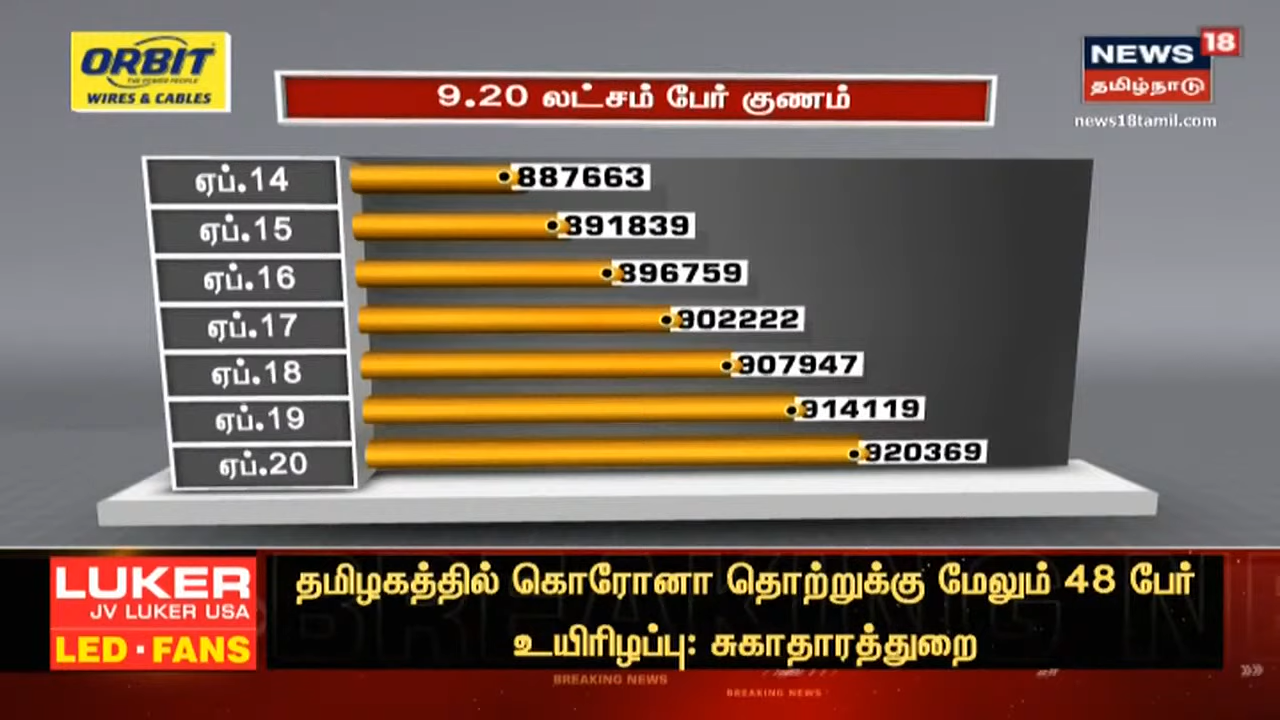 ORBIT
THE POWER PEOPLE
WIRES & CABLES
9.20 லட்சம் பேர் குணம்
NEWS 18
தமிழ்நாடு
news18tamil.com
ஏப்.14 887663
ஏப்.15 891839
ஏப்.16 896759
ஏப்.17 902222
ஏப்.18 907947
ஏப்.19 914119
ஏப்.20 920369
LUKER
JV LUKER USA
LED · FANS
தமிழகத்தில் கொரோனா தொற்றுக்கு மேலும் 48 பேர்
உயிரிழப்பு: சுகாதாரத்துறை
BREAKING NEWS
BREAKING NEWS